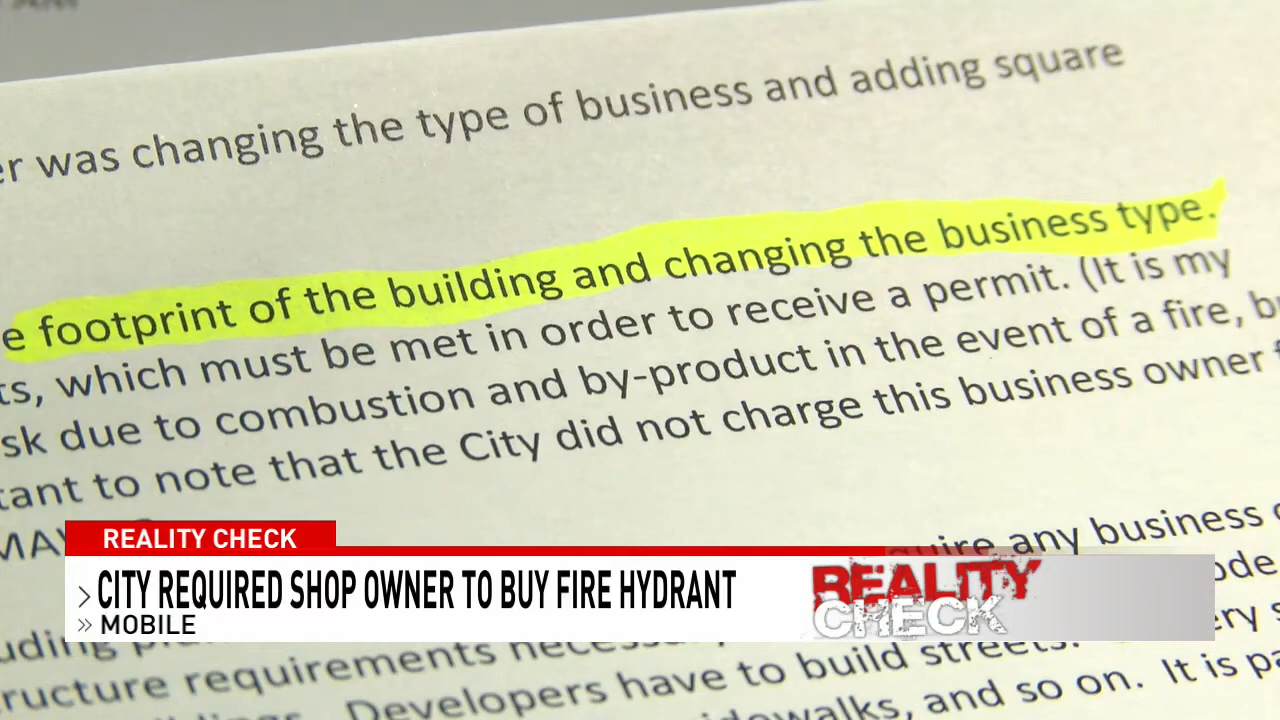 er was changing the type of business and adding square
e footprint of the building and changing the business type.
ts, which must be met in order to receive a permit. (It is my
sk due to combustion and by-product in the event of a fire, b
tant to note that the City did not charge this business owner
MAY
quire any business
ode
ery s
uding
ructure requirements
Developers have to build streets.
sidewalks, and so on. It is pa
REALITY CHECK
CITY REQUIRED SHOP OWNER TO BUY FIRE HYDRANT
MOBILE
REALITY
CHECK